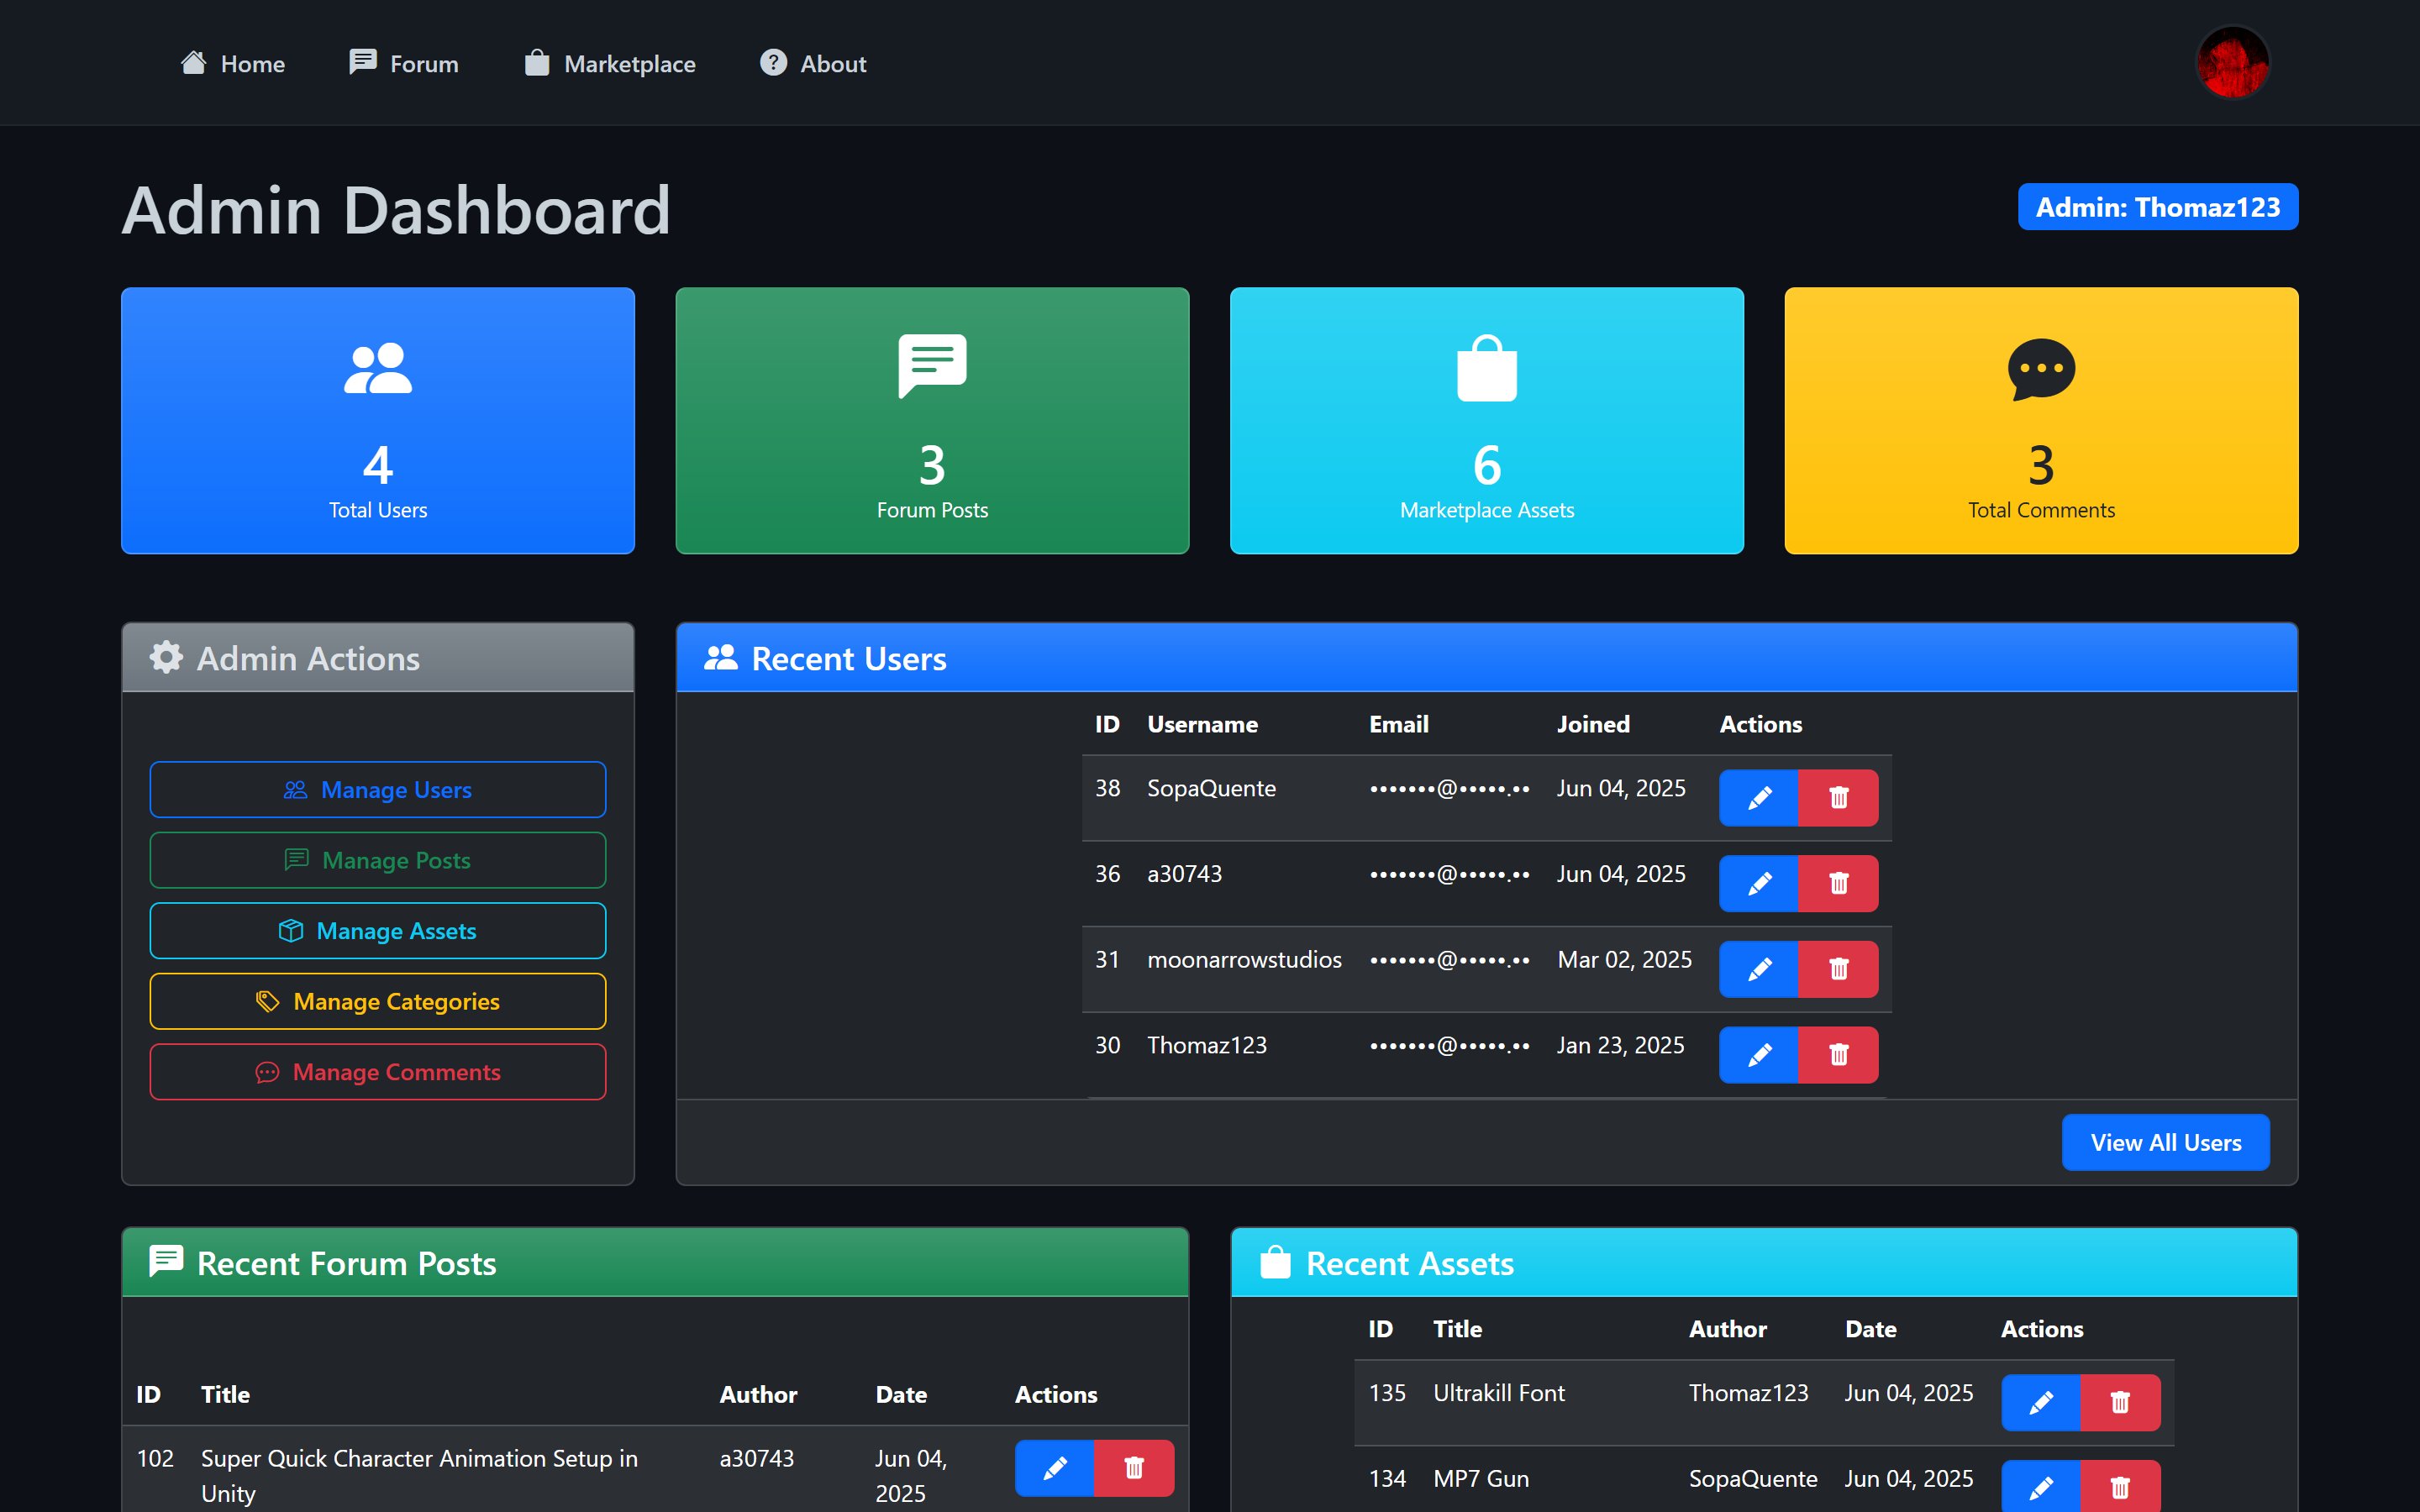 Home Forum Marketplace About
Admin Dashboard
Admin: Thomaz123
4
Total Users
3
Forum Posts
6
Marketplace Assets
3
Total Comments
Admin Actions
Manage Users
Manage Posts
Manage Assets
Manage Categories
Manage Comments
Recent Users
ID Username Email Joined Actions
38 SopaQuente •••••••@•••••.•• Jun 04, 2025
36 a30743 •••••••@•••••.•• Jun 04, 2025
31 moonarrowstudios •••••••@•••••.•• Mar 02, 2025
30 Thomaz123 •••••••@•••••.•• Jan 23, 2025
View All Users
Recent Forum Posts
ID Title Author Date Actions
102 Super Quick Character Animation Setup in a30743 Jun 04,
Unity 2025
Recent Assets
ID Title Author Date Actions
135 Ultrakill Font Thomaz123 Jun 04, 2025
134 MP7 Gun SopaQuente Jun 04, 2025